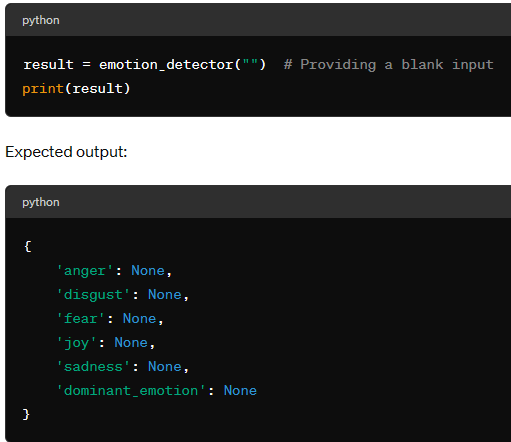 python
result = emotion_detector("")  # Providing a blank input
print(result)
Expected output:
python
{
    'anger': None,
    'disgust': None,
    'fear': None,
    'joy': None,
    'sadness': None,
    'dominant_emotion': None
}